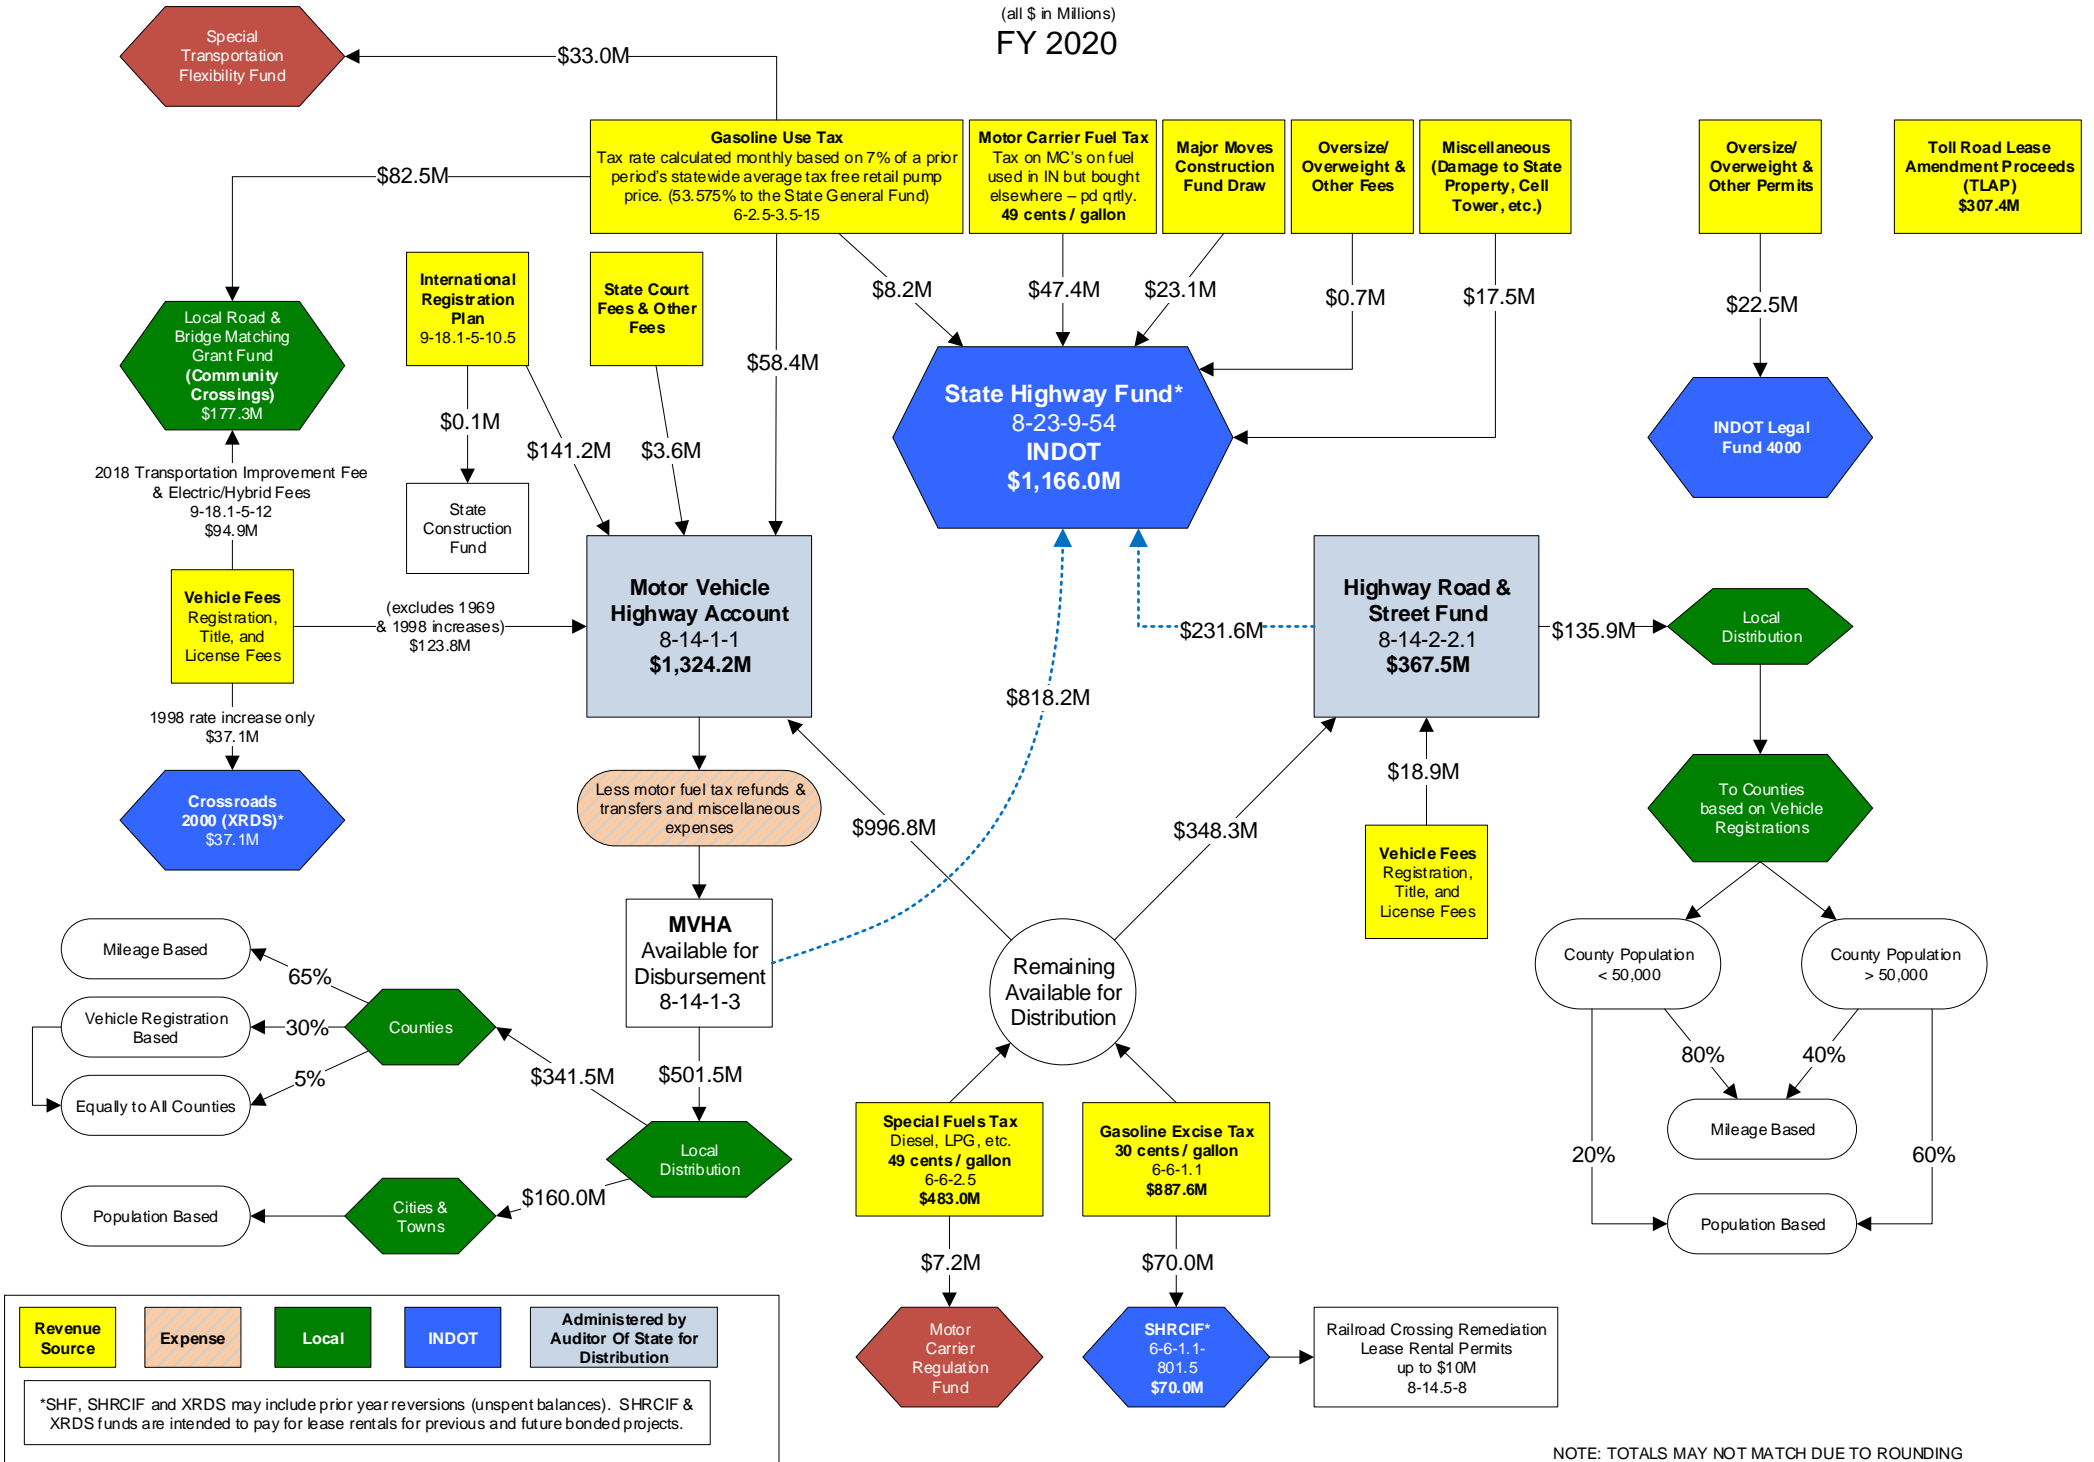 (all $ in Millions)
FY 2020
Special
Transportation
Flexibility Fund
$33.0M
Gasoline Use Tax
Tax rate calculated monthly based on 7% of a prior
period's statewide average tax free retail pump
price. (53.575% to the State General Fund)
6-2.5-3.5-15
Motor Carrier Fuel Tax
Tax on MC's on fuel
used in IN but bought
elsewhere – pd qrtly.
49 cents / gallon
Major Moves
Construction
Fund Draw
Oversize/
Overweight &
Other Fees
Miscellaneous
(Damage to State
Property, Cell
Tower, etc.)
Oversize/
Overweight &
Other Permits
Toll Road Lease
Amendment Proceeds
(TLAP)
$307.4M
$82.5M
International
Registration
Plan
9-18.1-5-10.5
State Court
Fees & Other
Fees
$8.2M
$47.4M
$23.1M
$0.7M
$17.5M
$22.5M
Local Road &
Bridge Matching
Grant Fund
(Community
Crossings)
$177.3M
$58.4M
State Highway Fund*
8-23-9-54
INDOT
$1,166.0M
INDOT Legal
Fund 4000
$0.1M
$141.2M
$3.6M
2018 Transportation Improvement Fee
& Electric/Hybrid Fees
9-18.1-5-12
$94.9M
State
Construction
Fund
Vehicle Fees
Registration,
Title, and
License Fees
(excludes 1969
& 1998 increases)
$123.8M
Motor Vehicle
Highway Account
8-14-1-1
$1,324.2M
Highway Road &
Street Fund
8-14-2-2.1
$367.5M
$231.6M
$135.9M
Local
Distribution
$818.2M
1998 rate increase only
$37.1M
Crossroads
2000 (XRDS)*
$37.1M
Less motor fuel tax refunds &
transfers and miscellaneous
expenses
$996.8M
$348.3M
$18.9M
Vehicle Fees
Registration,
Title, and
License Fees
To Counties
based on Vehicle
Registrations
MVHA
Available for
Disbursement
8-14-1-3
Remaining
Available for
Distribution
County Population
< 50,000
County Population
> 50,000
Mileage Based
65%
Vehicle Registration
Based
30%
Counties
5%
Equally to All Counties
$341.5M
$501.5M
80%
40%
Mileage Based
20%
60%
Population Based
Local
Distribution
$160.0M
Cities &
Towns
Population Based
Special Fuels Tax
Diesel, LPG, etc.
49 cents / gallon
6-6-2.5
$483.0M
Gasoline Excise Tax
30 cents / gallon
6-6-1.1
$887.6M
$7.2M
$70.0M
Motor
Carrier
Regulation
Fund
SHRCIF*
6-6-1.1-
801.5
$70.0M
Railroad Crossing Remediation
Lease Rental Permits
up to $10M
8-14.5-8
Revenue
Source
Expense
Local
INDOT
Administered by
Auditor Of State for
Distribution
*SHF, SHRCIF and XRDS may include prior year reversions (unspent balances). SHRCIF &
XRDS funds are intended to pay for lease rentals for previous and future bonded projects.
NOTE: TOTALS MAY NOT MATCH DUE TO ROUNDING